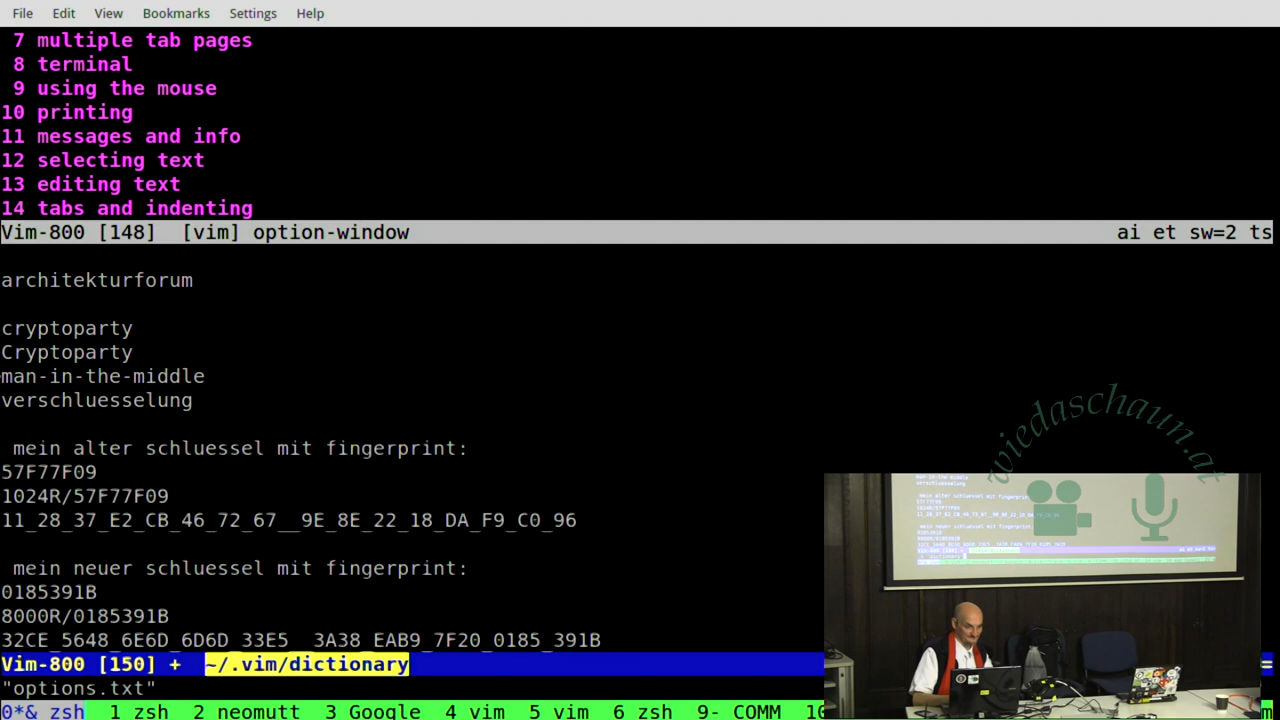 File Edit View Bookmarks Settings Help
7 multiple tab pages
8 terminal
9 using the mouse
10 printing
11 messages and info
12 selecting text
13 editing text
14 tabs and indenting
Vim-800 [148] [vim] option-window ai et sw=2 ts
architekturforum
cryptoparty
Cryptoparty
man-in-the-middle
verschluesselung
mein alter schluessel mit fingerprint:
57F77F09
1024R/57F77F09
11_28_37_E2_CB_46_72_67__9E_8E_22_18_DA_F9_C0_96
mein neuer schluessel mit fingerprint:
0185391B
8000R/0185391B
32CE_5648_6E6D_6D6D_33E5__3A38_EAB9_7F20_0185_391B
Vim-800 [150] + ~/.vim/dictionary =
"options.txt"
0*& zsh 1 zsh 2 neomutt 3 Google 4 vim 5 vim 6 zsh 9- COMM 10 m
wiedaschaun.at